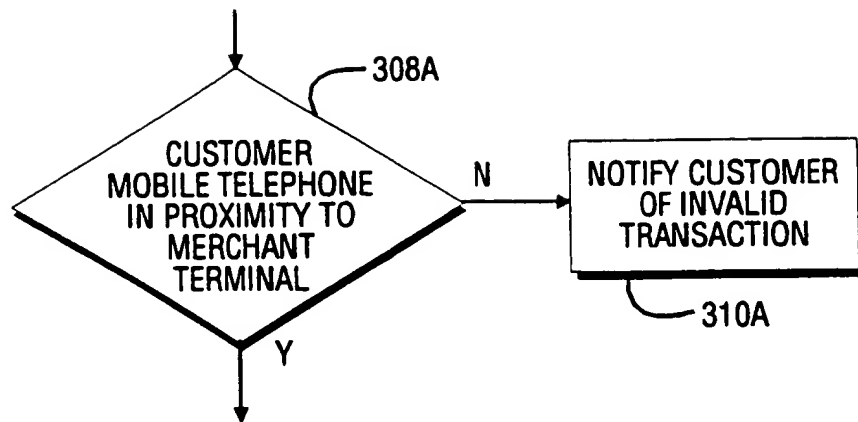 308A
CUSTOMER
MOBILE TELEPHONE
IN PROXIMITY TO
MERCHANT
TERMINAL
N
NOTIFY CUSTOMER
OF INVALID
TRANSACTION
310A
Y